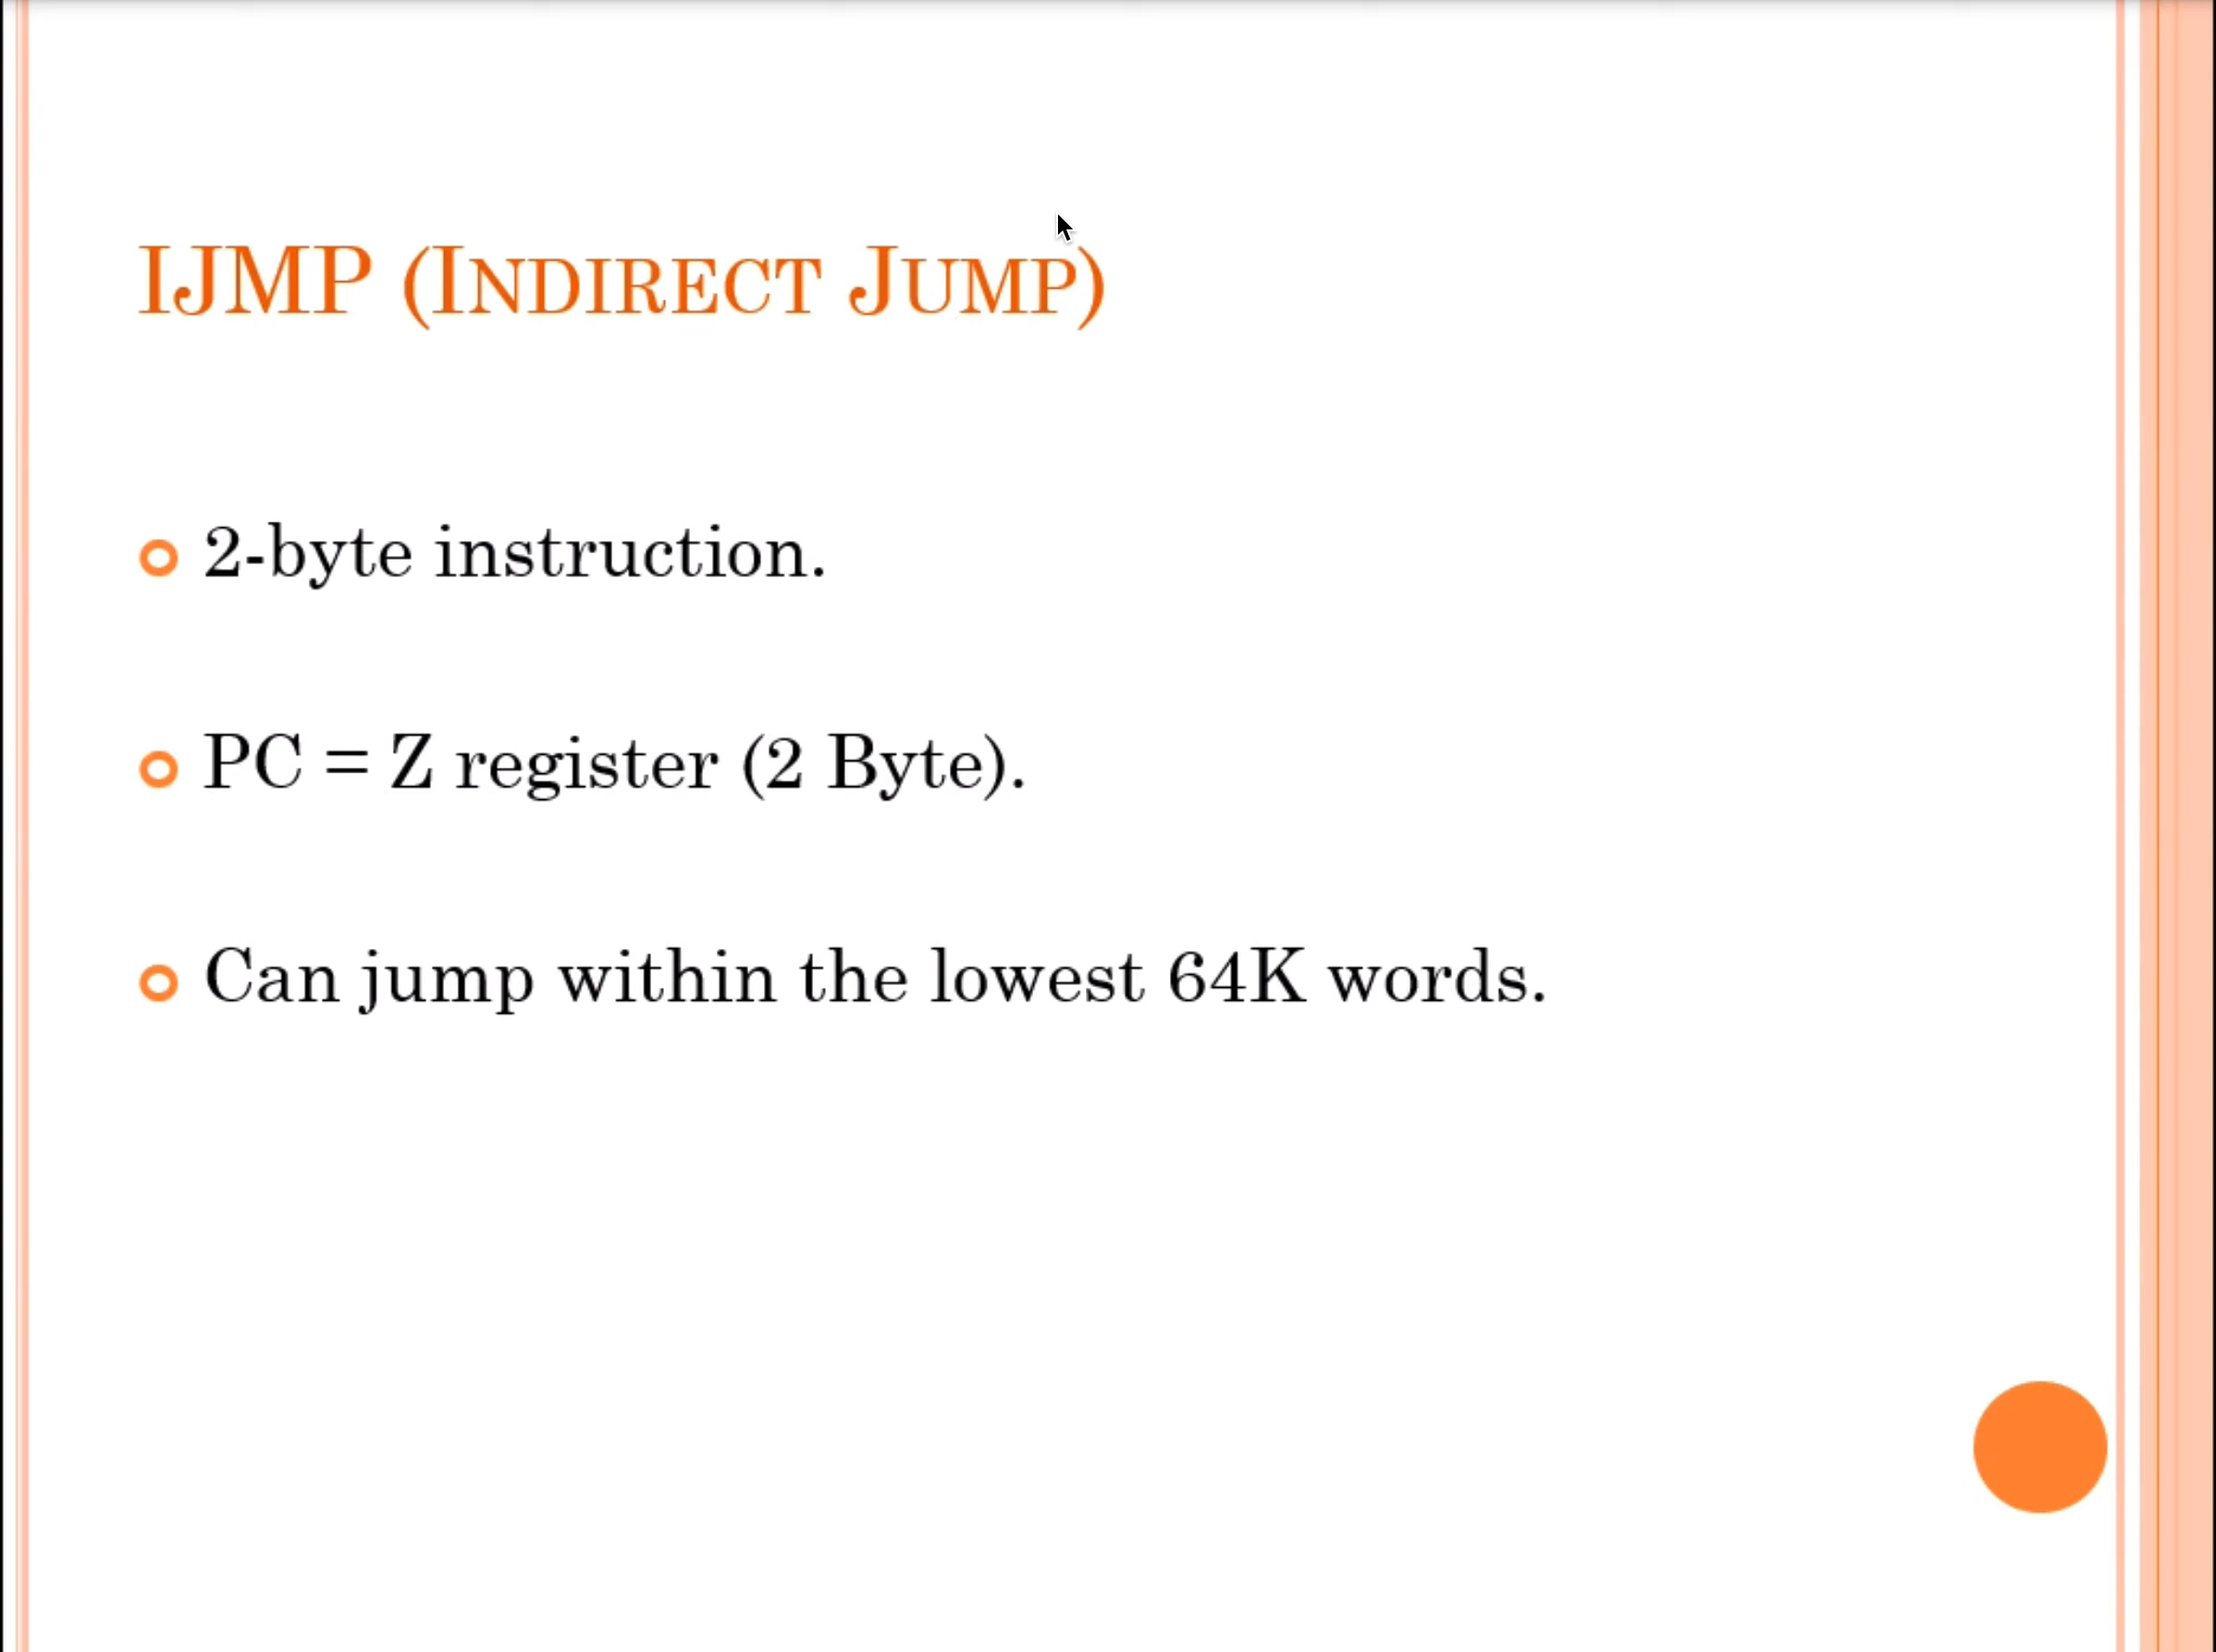 IJMP (INDIRECT JUMP)
2-byte instruction.
PC = Z register (2 Byte).
Can jump within the lowest 64K words.